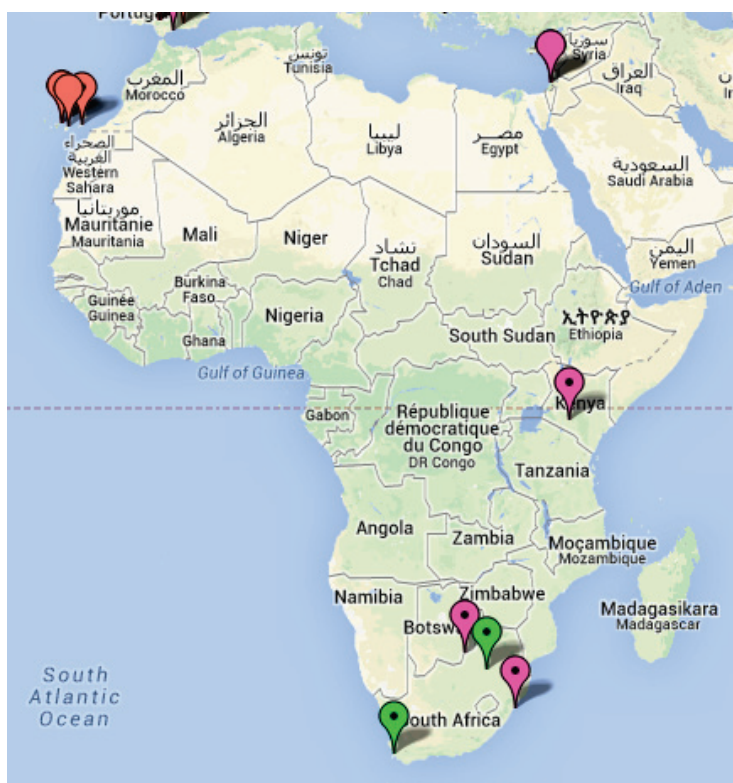 Portug
تونس
Tunisia
سوريا
Syria
العراق
Iraq
المغرب
Morocco
الجزائر
Algeria
ليبيا
Libya
مصر
Egypt
السعودية
Saudi Arabia
الصحراء
الغربية
Western
Sahara
موريتانيا
Mauritanie
Mauritania
Mali
Niger
تشاد
Tchad
Chad
السودان
Sudan
اليمن
Yemen
Gulf of Aden
Guinée
Guinea
Burkina
Faso
Nigeria
Ghana
South Sudan
ኢትዮጵያ
Ethiopia
Gulf of Guinea
Kenya
Gabon
République
démocratique
du Congo
DR Congo
Tanzania
Angola
Zambia
Moçambique
Mozambique
Namibia
Zimbabwe
Botsw
Madagasikara
Madagascar
South
Atlantic
Ocean
outh Africa